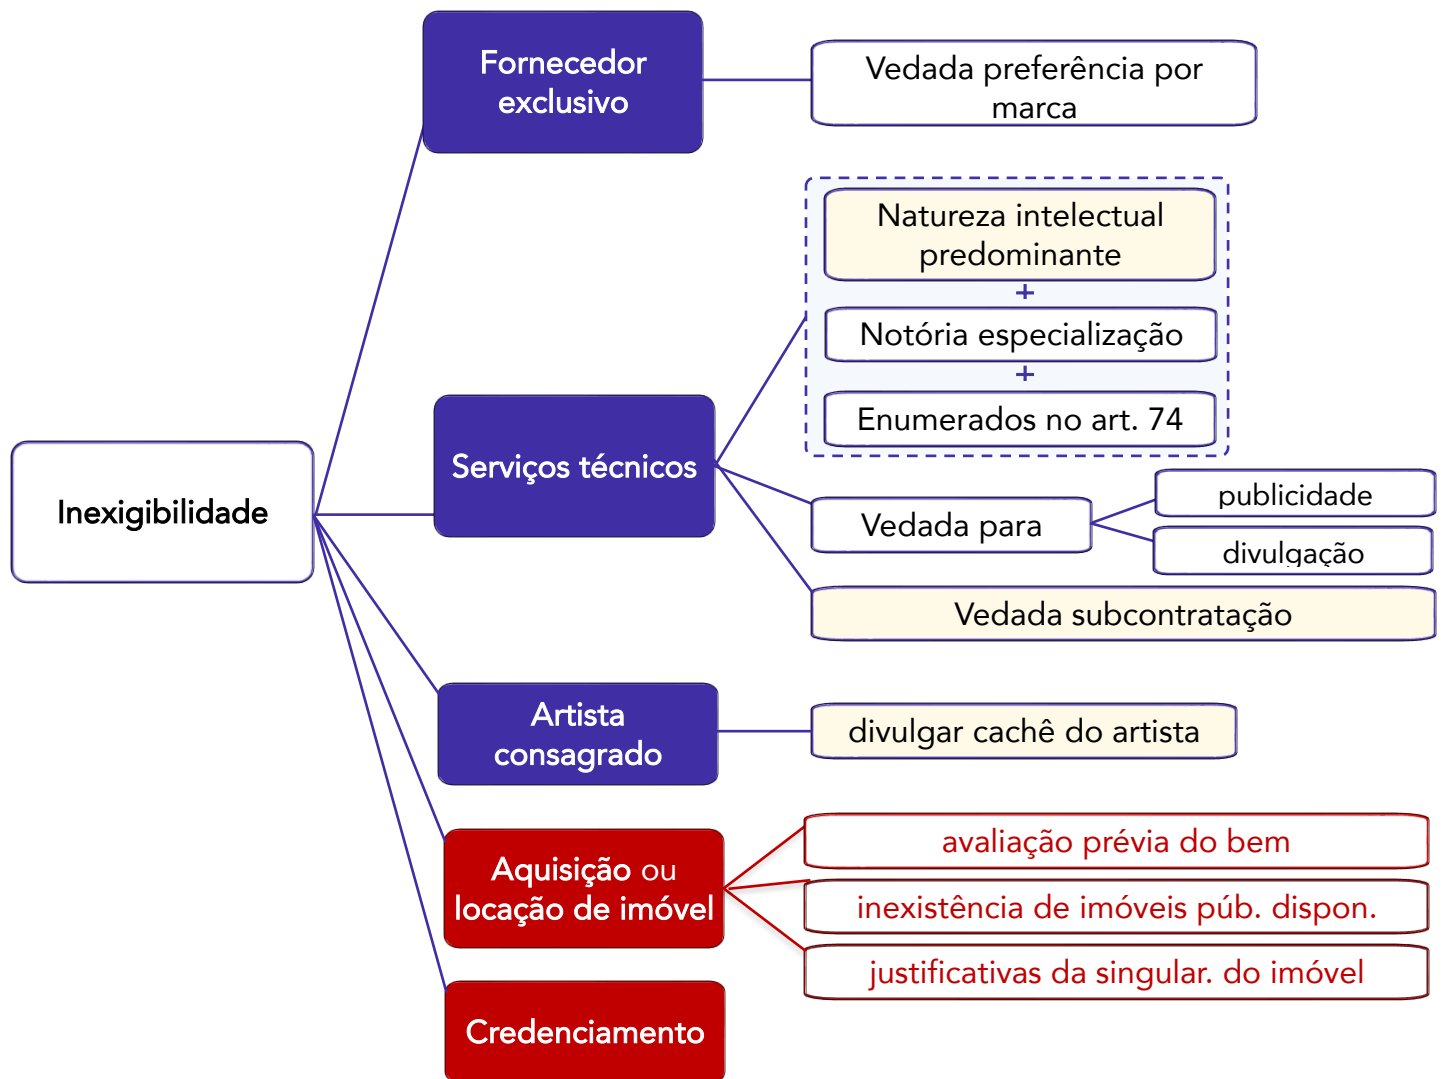 Fornecedor
exclusivo
Vedada preferência por
marca
Natureza intelectual
predominante
+
Notória especialização
+
Enumerados no art. 74
Serviços técnicos
Inexigibilidade
Vedada para
publicidade
divulgação
Vedada subcontratação
Artista
consagrado
divulgar cachê do artista
Aquisição ou
locação de imóvel
avaliação prévia do bem
inexistência de imóveis púb. dispon.
justificativas da singular. do imóvel
Credenciamento